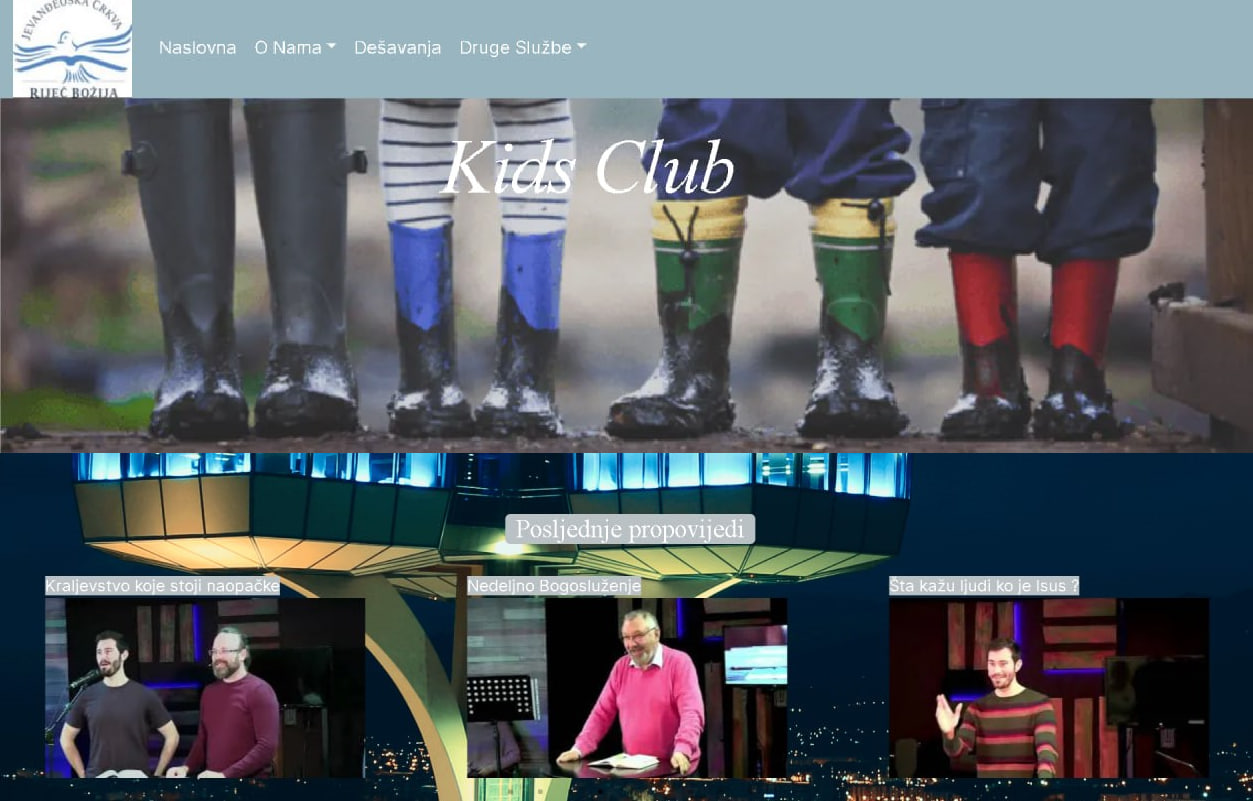 JEVANĐEOSKA CRKVA
RIJEČ BOŽIJA
Naslovna O Nama Dešavanja Druge Službe
Kids Club
Posljednje propovijedi
Kraljevstvo koje stoji naopačke
Nedeljno Bogosluženje
Šta kažu ljudi ko je Isus ?